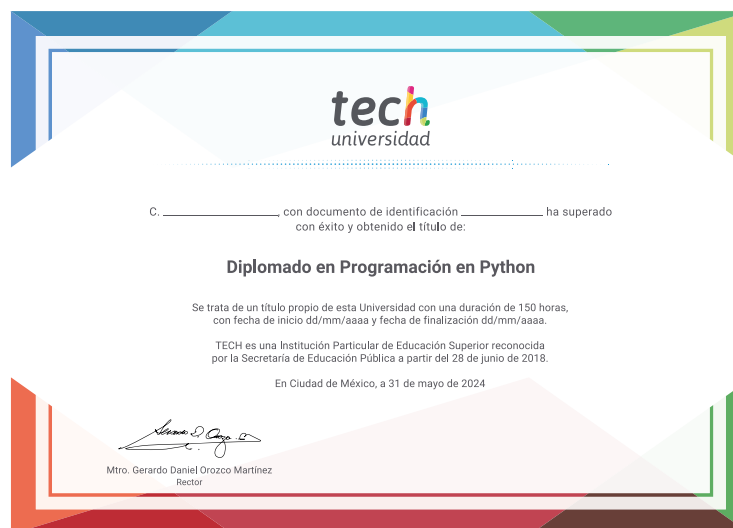 tech
universidad
C. ____________, con documento de identificación ____________ ha superado
con éxito y obtenido el título de:
Diplomado en Programación en Python
Se trata de un título propio de esta Universidad con una duración de 150 horas,
con fecha de inicio dd/mm/aaaa y fecha de finalización dd/mm/aaaa.
TECH es una Institución Particular de Educación Superior reconocida
por la Secretaría de Educación Pública a partir del 28 de junio de 2018.
En Ciudad de México, a 31 de mayo de 2024
Mtro. Gerardo Daniel Orozco Martínez
Rector